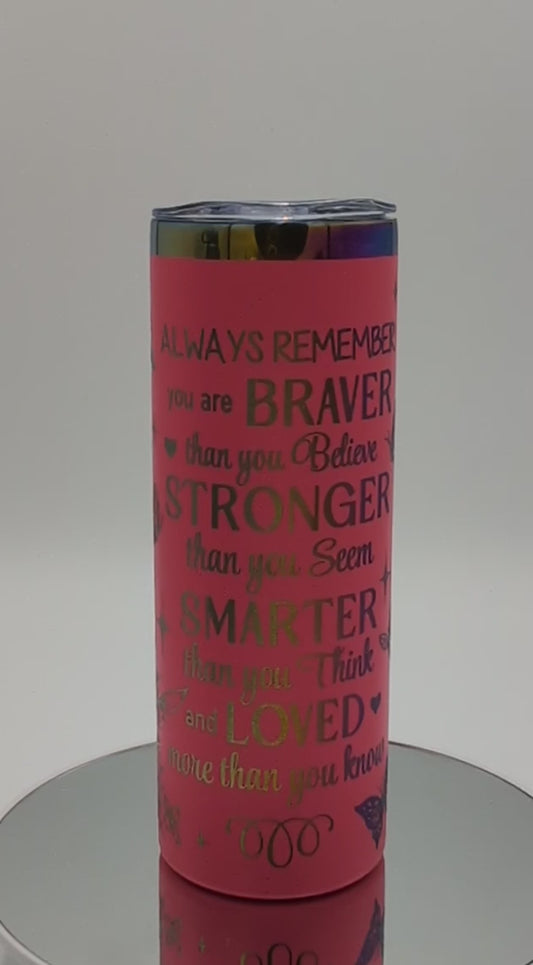 ALWAYS REMEMBER
you are BRAVER
than you Believe
STRONGER
than you Seem
SMARTER
than you Think
and LOVED
more than you know